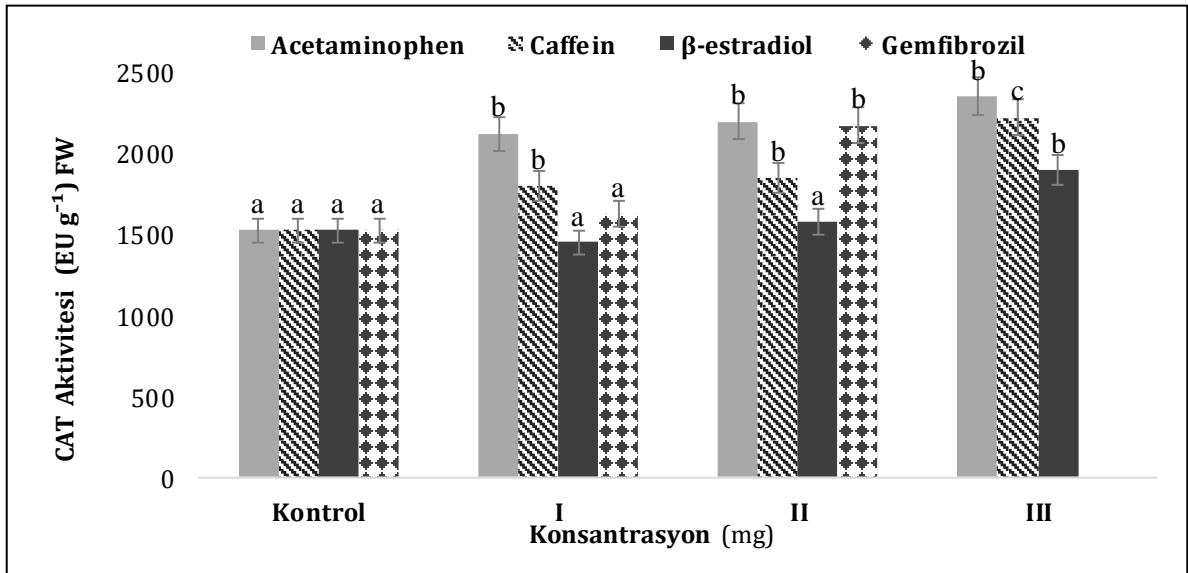 Acetaminophen Caffein β-estradiol Gemfibrozil
2500
2000
1500
1000
500
0
CAT Aktivitesi (EU g⁻¹) FW
a a a a
b b a a
b b a b
b c b
Kontrol I II III
Konsantrasyon (mg)